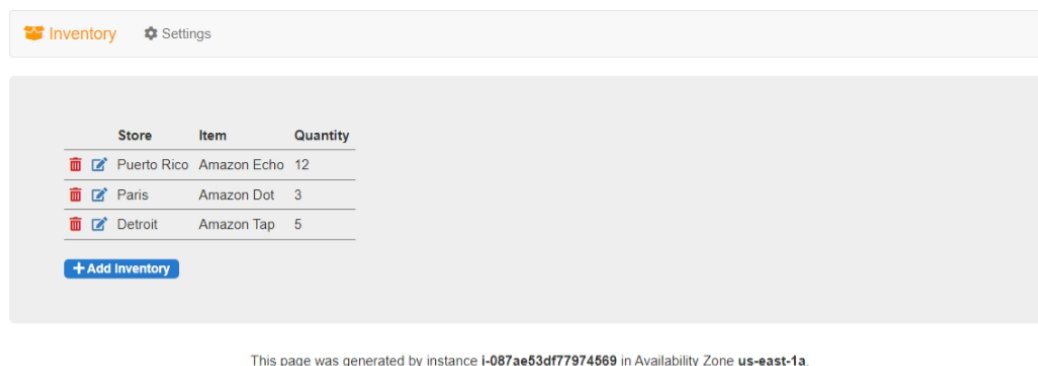 Inventory Settings
Store Item Quantity
Puerto Rico Amazon Echo 12
Paris Amazon Dot 3
Detroit Amazon Tap 5
+ Add Inventory
This page was generated by instance i-087ae53df77974569 in Availability Zone us-east-1a.